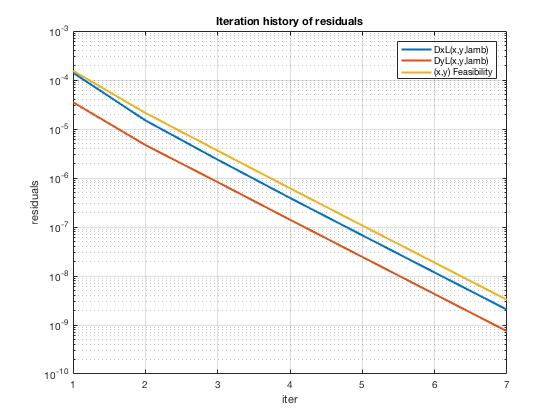 Iteration history of residuals
DxL(x,y,lamb)
DyL(x,y,lamb)
(x,y) Feasibility
10^-3
10^-4
10^-5
10^-6
10^-7
10^-8
10^-9
10^-10
residuals
1 2 3 4 5 6 7
iter